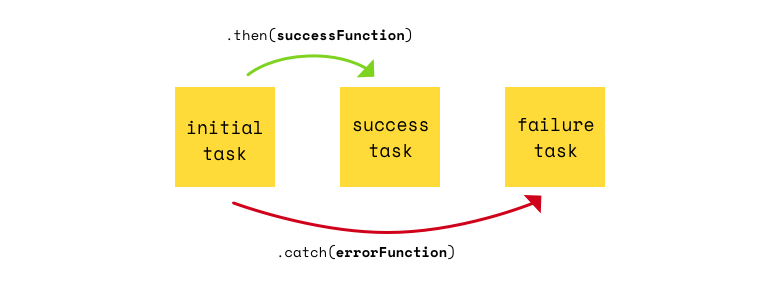 .then(successFunction)
initial
task
success
task
failure
task
.catch(errorFunction)